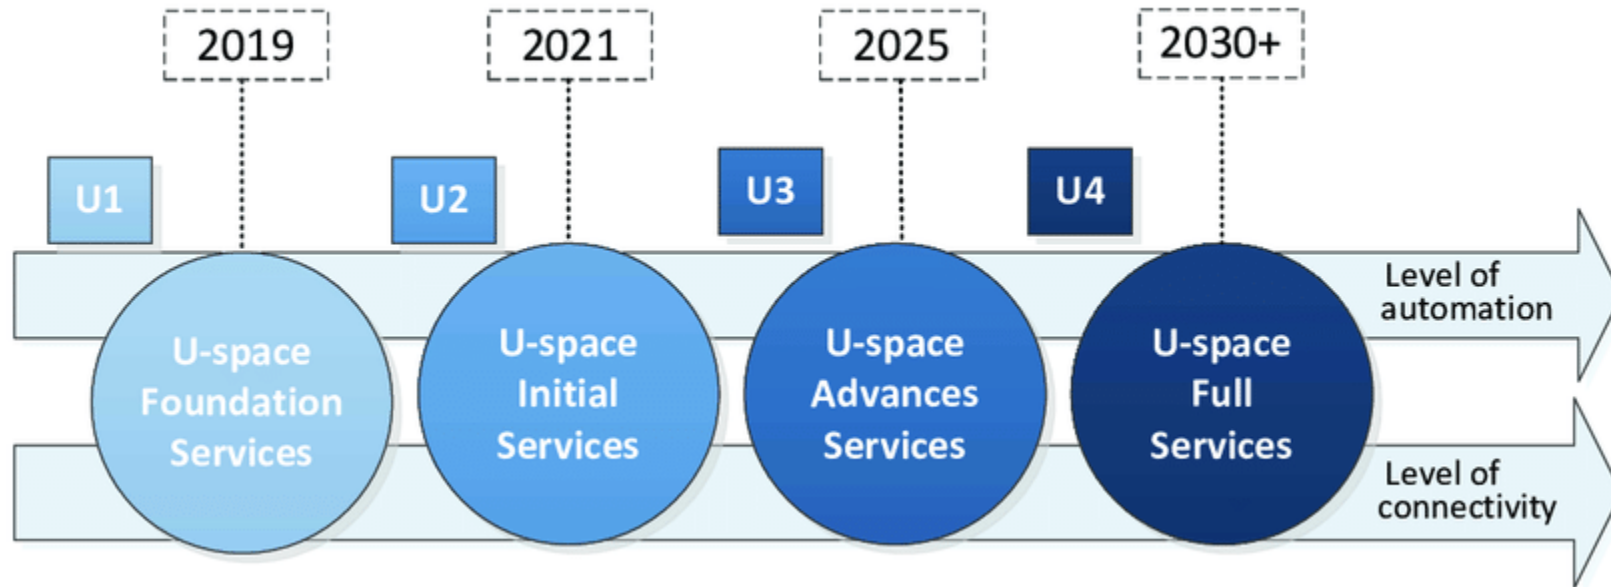 2019
2021
2025
2030+
U1
U2
U3
U4
U-space
Foundation
Services
U-space
Initial
Services
U-space
Advances
Services
U-space
Full
Services
Level of
automation
Level of
connectivity